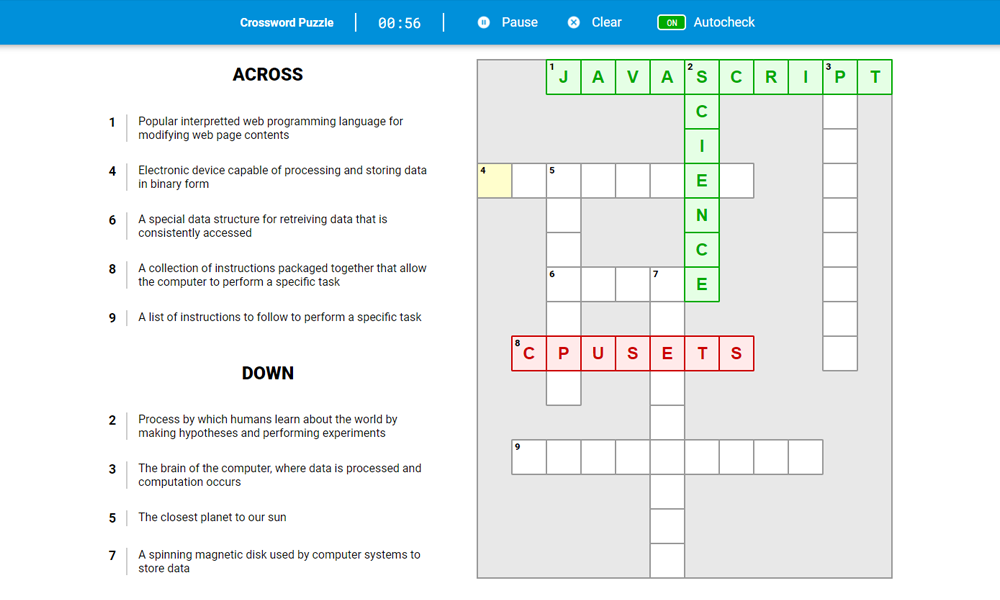 Crossword Puzzle 00:56 Pause Clear ON Autocheck
ACROSS
1 Popular interpretted web programming language for
modifying web page contents
4 Electronic device capable of processing and storing data
in binary form
6 A special data structure for retreiving data that is
consistently accessed
8 A collection of instructions packaged together that allow
the computer to perform a specific task
9 A list of instructions to follow to perform a specific task
DOWN
2 Process by which humans learn about the world by
making hypotheses and performing experiments
3 The brain of the computer, where data is processed and
computation occurs
5 The closest planet to our sun
7 A spinning magnetic disk used by computer systems to
store data
1 J A V A 2 S C R I 3 P T
C
I
4 5 E
N
C
6 7 E
8 C P U S E T S
9